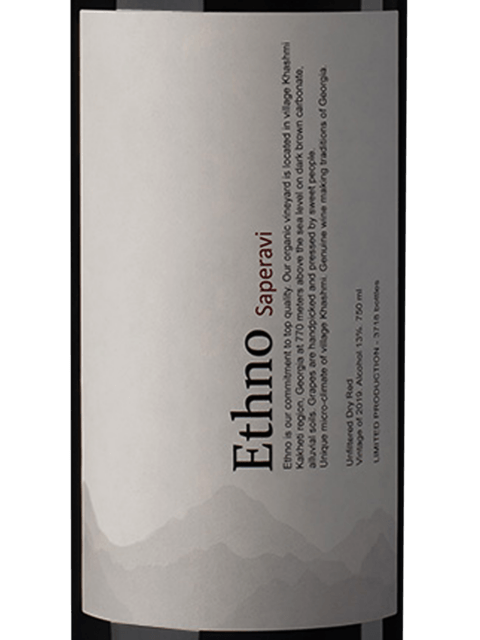 Ethno Saperavi
Ethno is our commitment to top quality. Our organic vineyard is located in village Khashmi
Kakheti region, Georgia at 770 meters above the sea level on dark brown carbonate,
alluvial soils. Grapes are handpicked and pressed by sweet people.
Unique micro-climate of village Khashmi. Genuine wine making traditions of Georgia.
Unfiltered Dry Red
Vintage of 2019. Alcohol 13%. 750 ml
LIMITED PRODUCTION - 3718 bottles